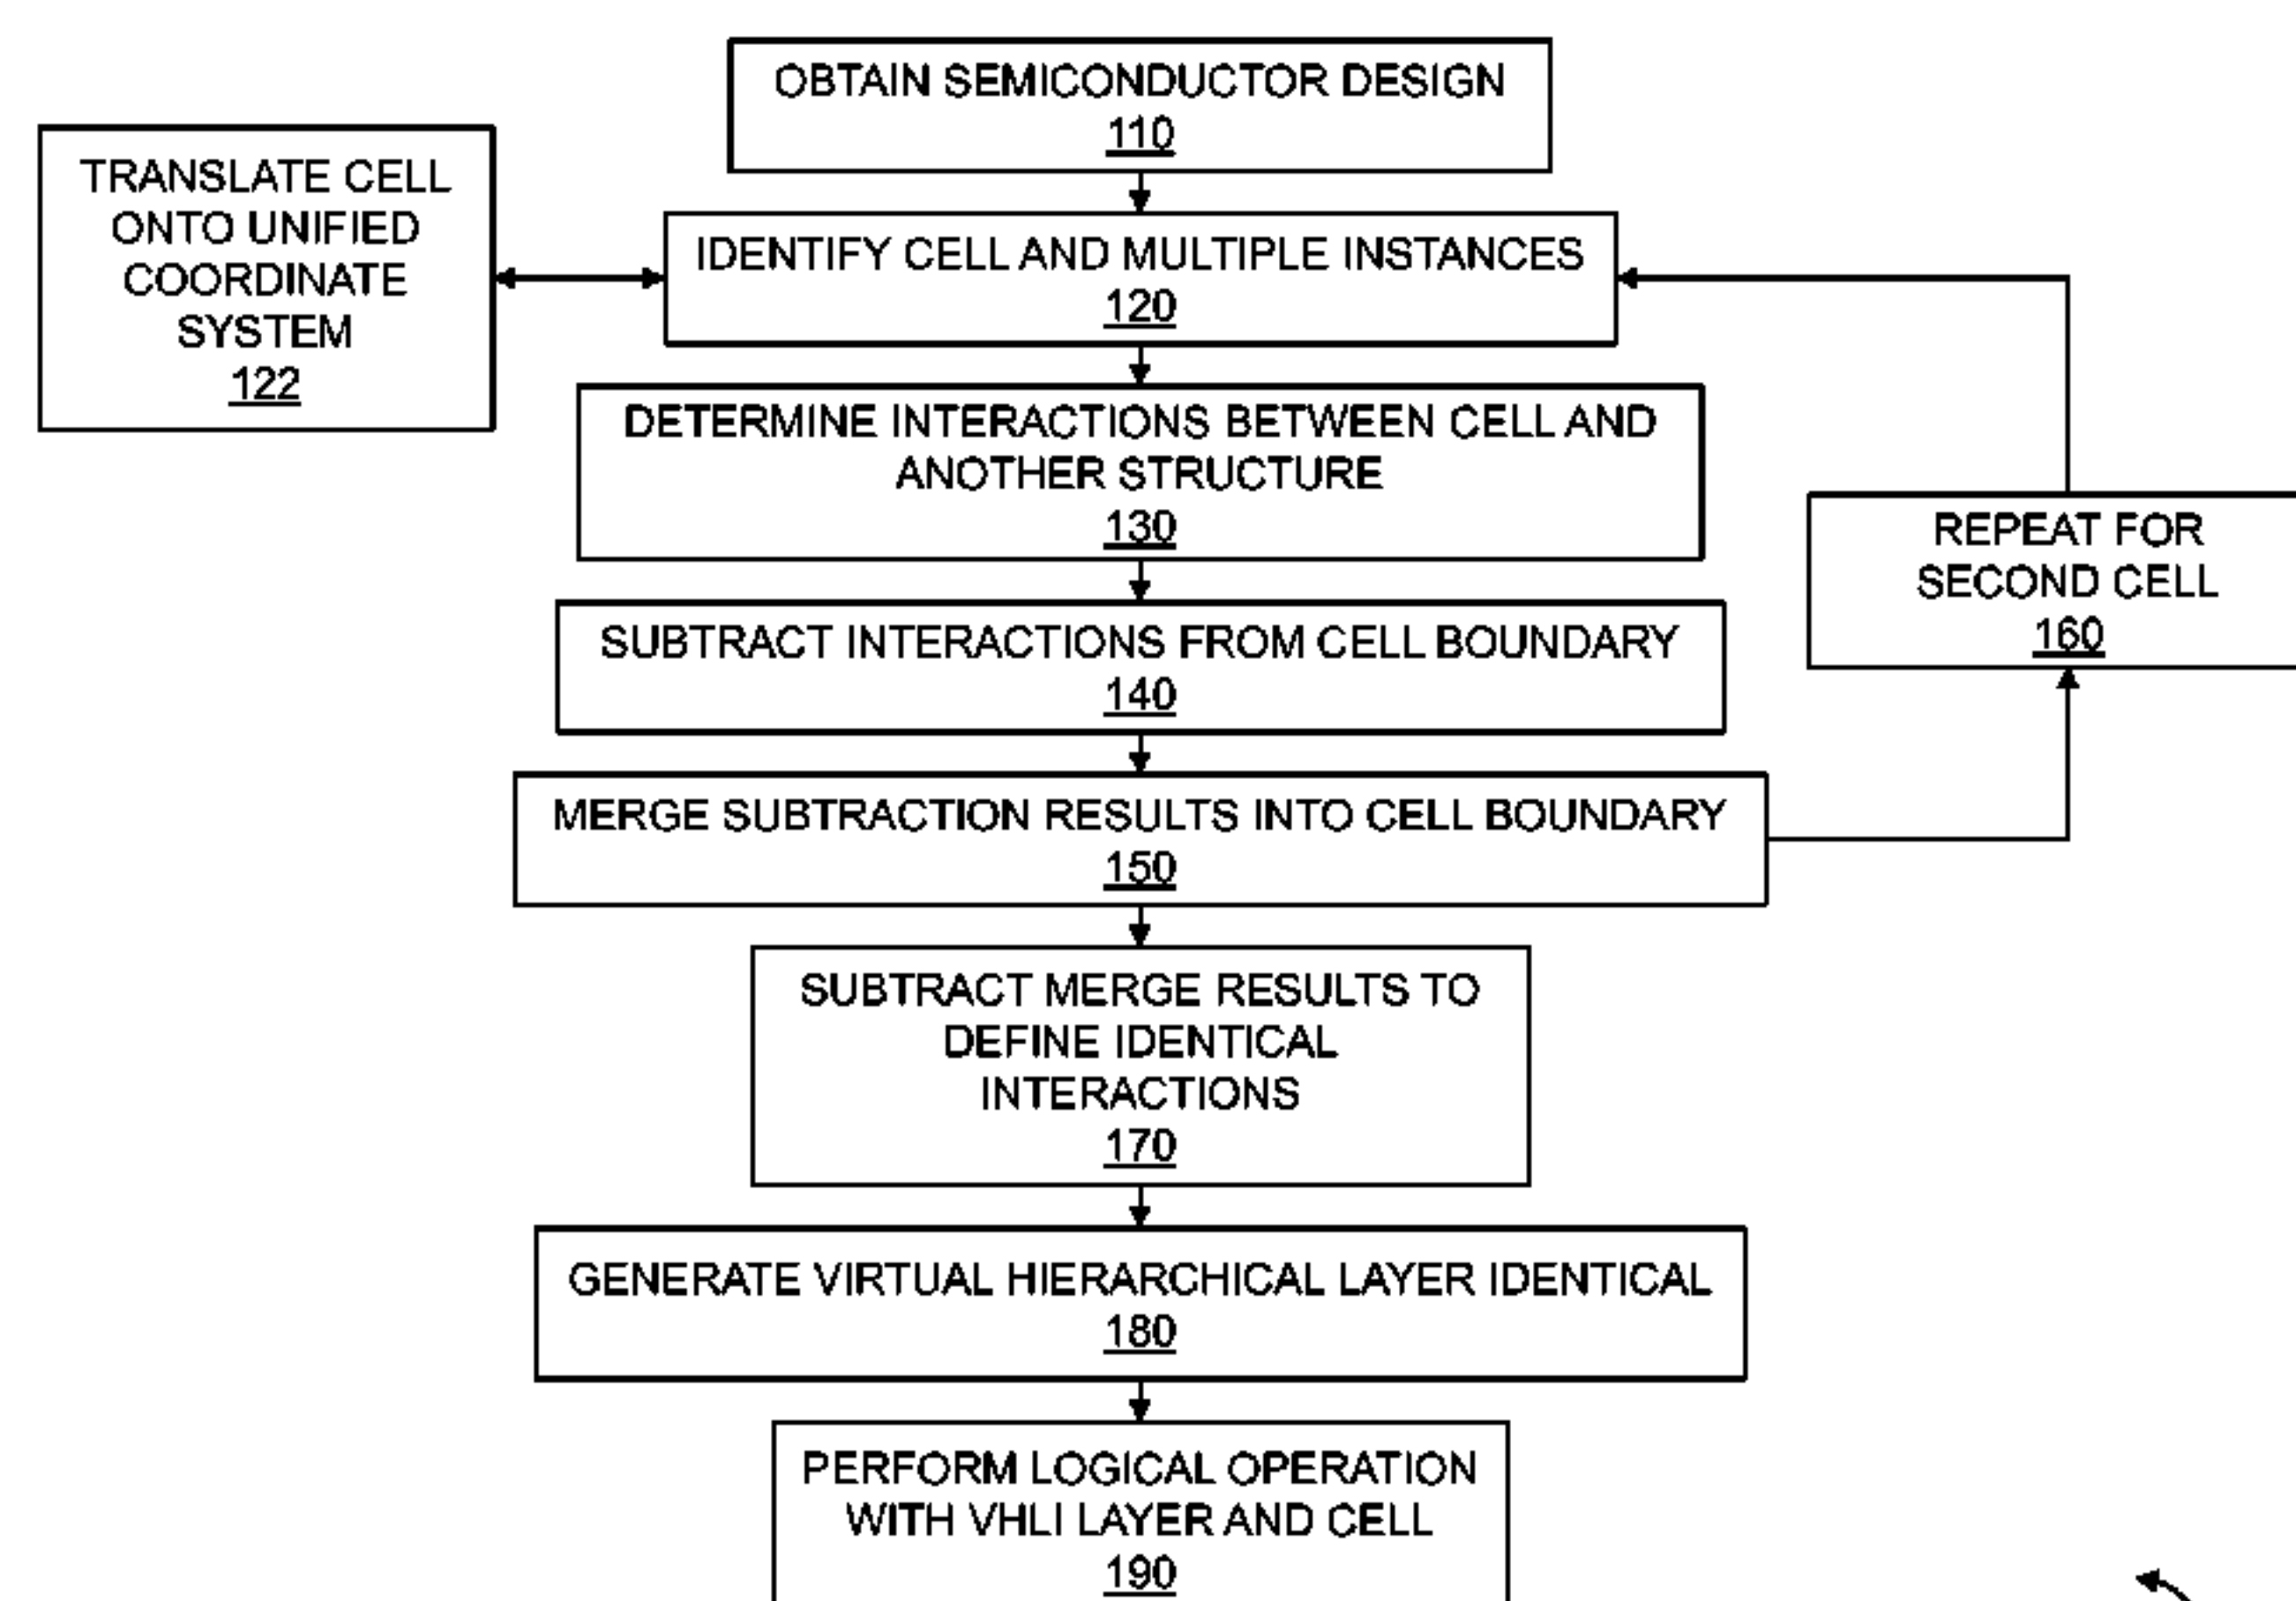 OBTAIN SEMICONDUCTOR DESIGN
110
TRANSLATE CELL
ONTO UNIFIED
COORDINATE
SYSTEM
122
IDENTIFY CELL AND MULTIPLE INSTANCES
120
DETERMINE INTERACTIONS BETWEEN CELL AND
ANOTHER STRUCTURE
130
REPEAT FOR
SECOND CELL
160
SUBTRACT INTERACTIONS FROM CELL BOUNDARY
140
MERGE SUBTRACTION RESULTS INTO CELL BOUNDARY
150
SUBTRACT MERGE RESULTS TO
DEFINE IDENTICAL
INTERACTIONS
170
GENERATE VIRTUAL HIERARCHICAL LAYER IDENTICAL
180
PERFORM LOGICAL OPERATION
WITH VHLI LAYER AND CELL
190